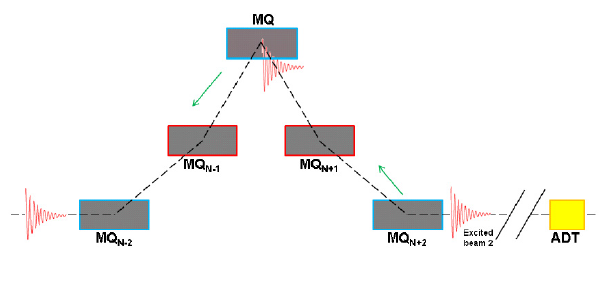 MQ
MQN-1
MQN+1
MQN-2
MQN+2
Excited
beam 2
ADT